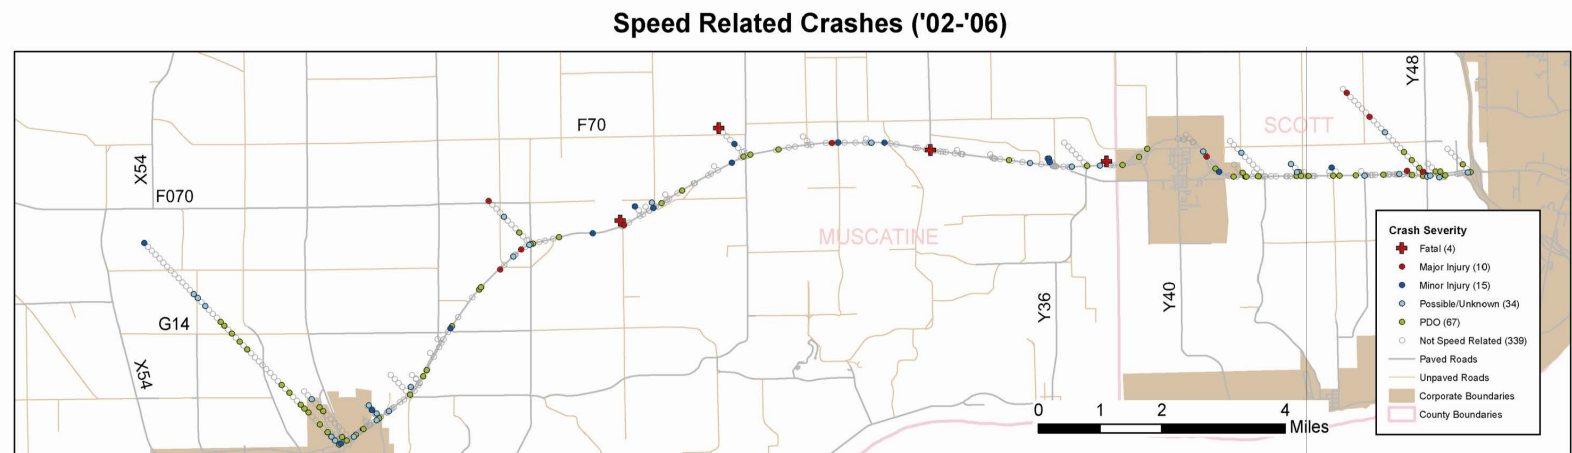 Speed Related Crashes ('02-'06)
Y48
F70
SCOTT
X54
F070
MUSCATINE
Y36
Y40
G14
X54
Crash Severity
Fatal (4)
Major Injury (10)
Minor Injury (15)
Possible/Unknown (34)
PDO (67)
Not Speed Related (339)
Paved Roads
Unpaved Roads
Corporate Boundaries
County Boundaries
0 1 2 4
Miles